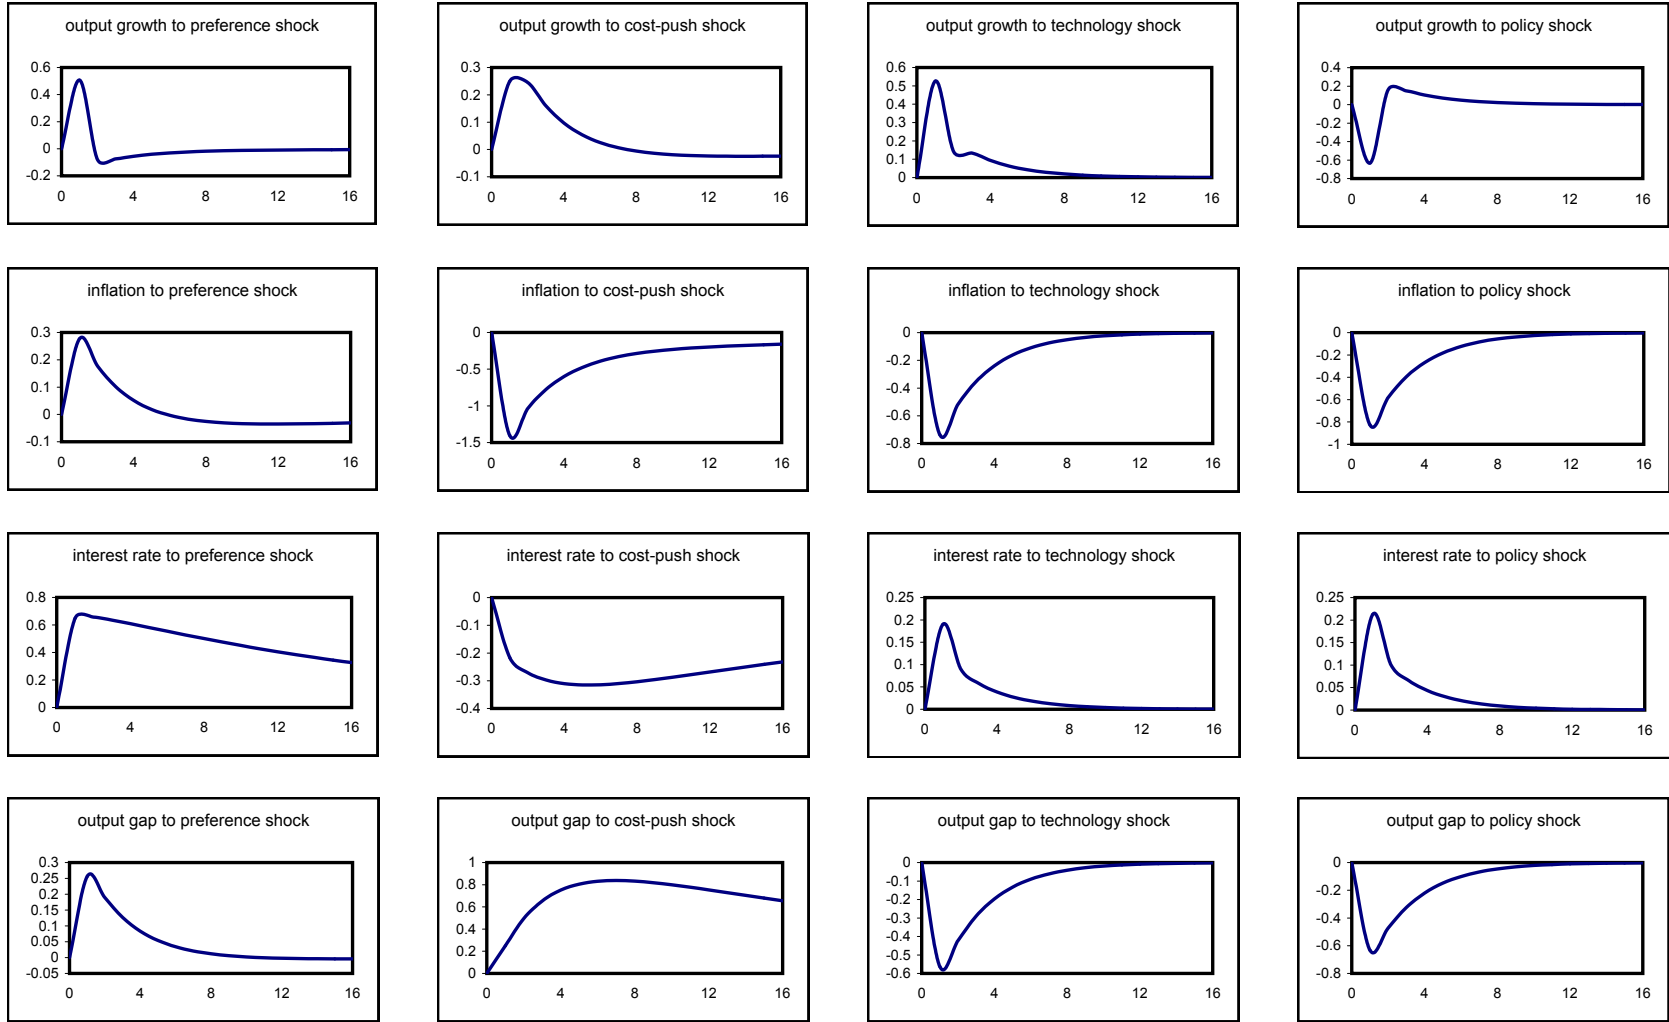 output growth to preference shock
0.6
0.4
0.2
0
-0.2
0 4 8 12 16
output growth to cost-push shock
0.3
0.2
0.1
0
-0.1
0 4 8 12 16
output growth to technology shock
0.6
0.5
0.4
0.3
0.2
0.1
0
0 4 8 12 16
output growth to policy shock
0.4
0.2
0
-0.2
-0.4
-0.6
-0.8
0 4 8 12 16
inflation to preference shock
0.3
0.2
0.1
0
-0.1
0 4 8 12 16
inflation to cost-push shock
0
-0.5
-1
-1.5
0 4 8 12 16
inflation to technology shock
0
-0.2
-0.4
-0.6
-0.8
0 4 8 12 16
inflation to policy shock
0
-0.2
-0.4
-0.6
-0.8
-1
0 4 8 12 16
interest rate to preference shock
0.8
0.6
0.4
0.2
0
0 4 8 12 16
interest rate to cost-push shock
0
-0.1
-0.2
-0.3
-0.4
0 4 8 12 16
interest rate to technology shock
0.25
0.2
0.15
0.1
0.05
0
0 4 8 12 16
interest rate to policy shock
0.25
0.2
0.15
0.1
0.05
0
0 4 8 12 16
output gap to preference shock
0.3
0.25
0.2
0.15
0.1
0.05
0
-0.05
0 4 8 12 16
output gap to cost-push shock
1
0.8
0.6
0.4
0.2
0
0 4 8 12 16
output gap to technology shock
0
-0.1
-0.2
-0.3
-0.4
-0.5
-0.6
0 4 8 12 16
output gap to policy shock
0
-0.2
-0.4
-0.6
-0.8
0 4 8 12 16